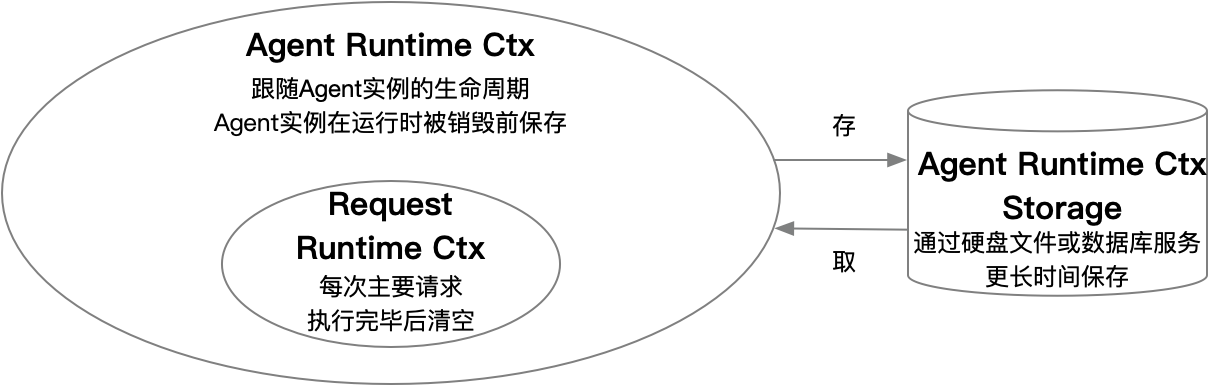 Agent Runtime Ctx
跟随Agent实例的生命周期
Agent实例在运行时被销毁前保存
Request
Runtime Ctx
每次主要请求
执行完毕后清空
存
取
Agent Runtime Ctx
Storage
通过硬盘文件或数据库服务
更长时间保存